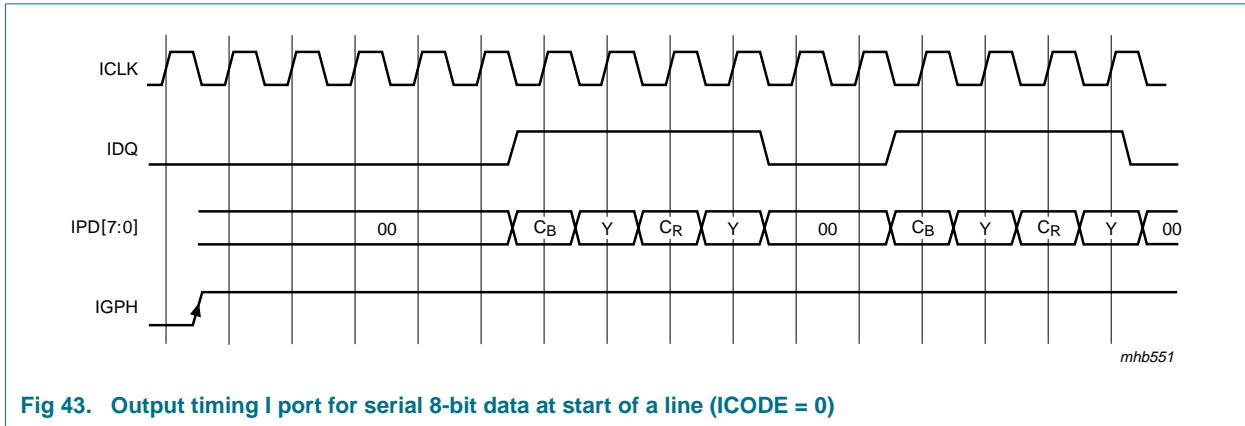 ICLK
IDQ
IPD[7:0] 00 CB Y CR Y 00 CB Y CR Y 00
IGPH
mhb551
Fig 43. Output timing I port for serial 8-bit data at start of a line (ICODE = 0)